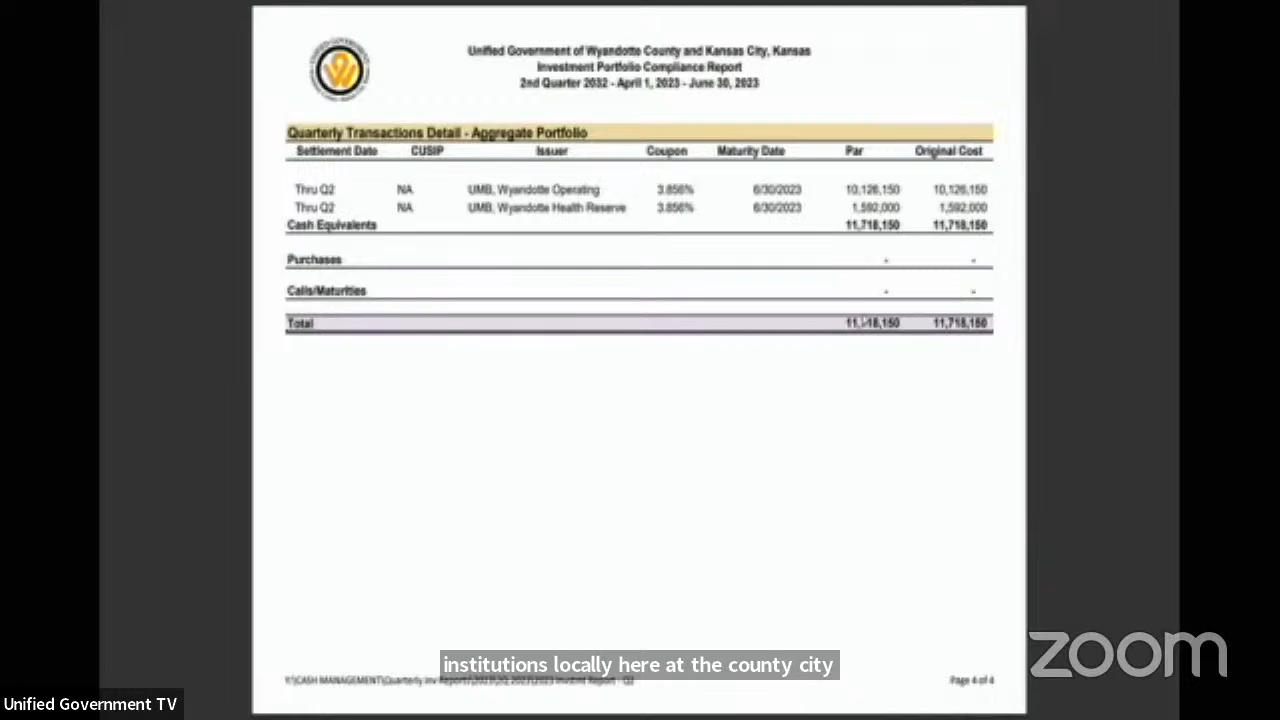 Unified Government of Wyandotte County and Kansas City, Kansas
Investment Portfolio Compliance Report
2nd Quarter 2032 - April 1, 2023 - June 30, 2023
Quarterly Transactions Detail - Aggregate Portfolio
Settlement Date CUSIP Issuer Coupon Maturity Date Par Original Cost
Thru Q2 NA UMB, Wyandotte Operating 3.856% 6/30/2023 10,126,150 10,126,150
Thru Q2 NA UMB, Wyandotte Health Reserve 3.856% 6/30/2023 1,592,000 1,592,000
Cash Equivalents 11,718,150 11,718,150
Purchases - -
Calls/Maturities - -
Total 11,718,150 11,718,150
institutions locally here at the county city
Page 4 of 4
zoom
Unified Government TV